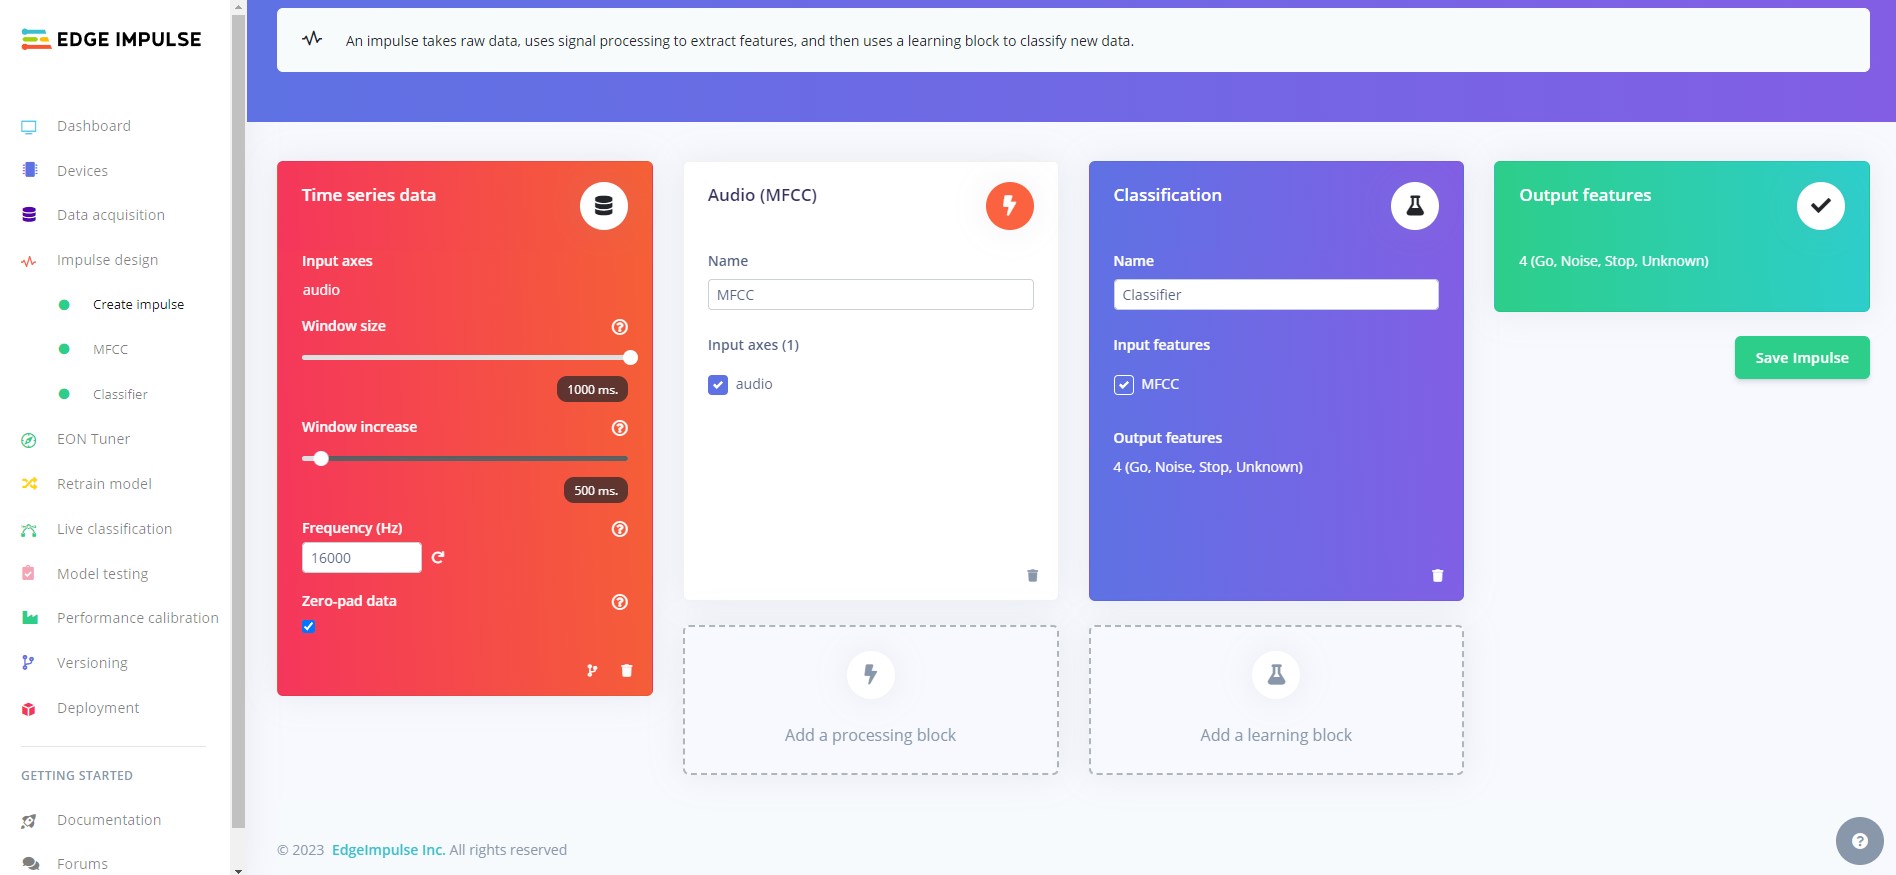 EDGE IMPULSE
Dashboard
Devices
Data acquisition
Impulse design
Create impulse
MFCC
Classifier
EON Tuner
Retrain model
Live classification
Model testing
Performance calibration
Versioning
Deployment
GETTING STARTED
Documentation
Forums
An impulse takes raw data, uses signal processing to extract features, and then uses a learning block to classify new data.
Time series data
Input axes
audio
Window size
1000 ms.
Window increase
500 ms.
Frequency (Hz)
16000
Zero-pad data
Audio (MFCC)
Name
MFCC
Input axes (1)
audio
Add a processing block
Classification
Name
Classifier
Input features
MFCC
Output features
4 (Go, Noise, Stop, Unknown)
Add a learning block
Output features
4 (Go, Noise, Stop, Unknown)
Save Impulse
© 2023 EdgeImpulse Inc. All rights reserved